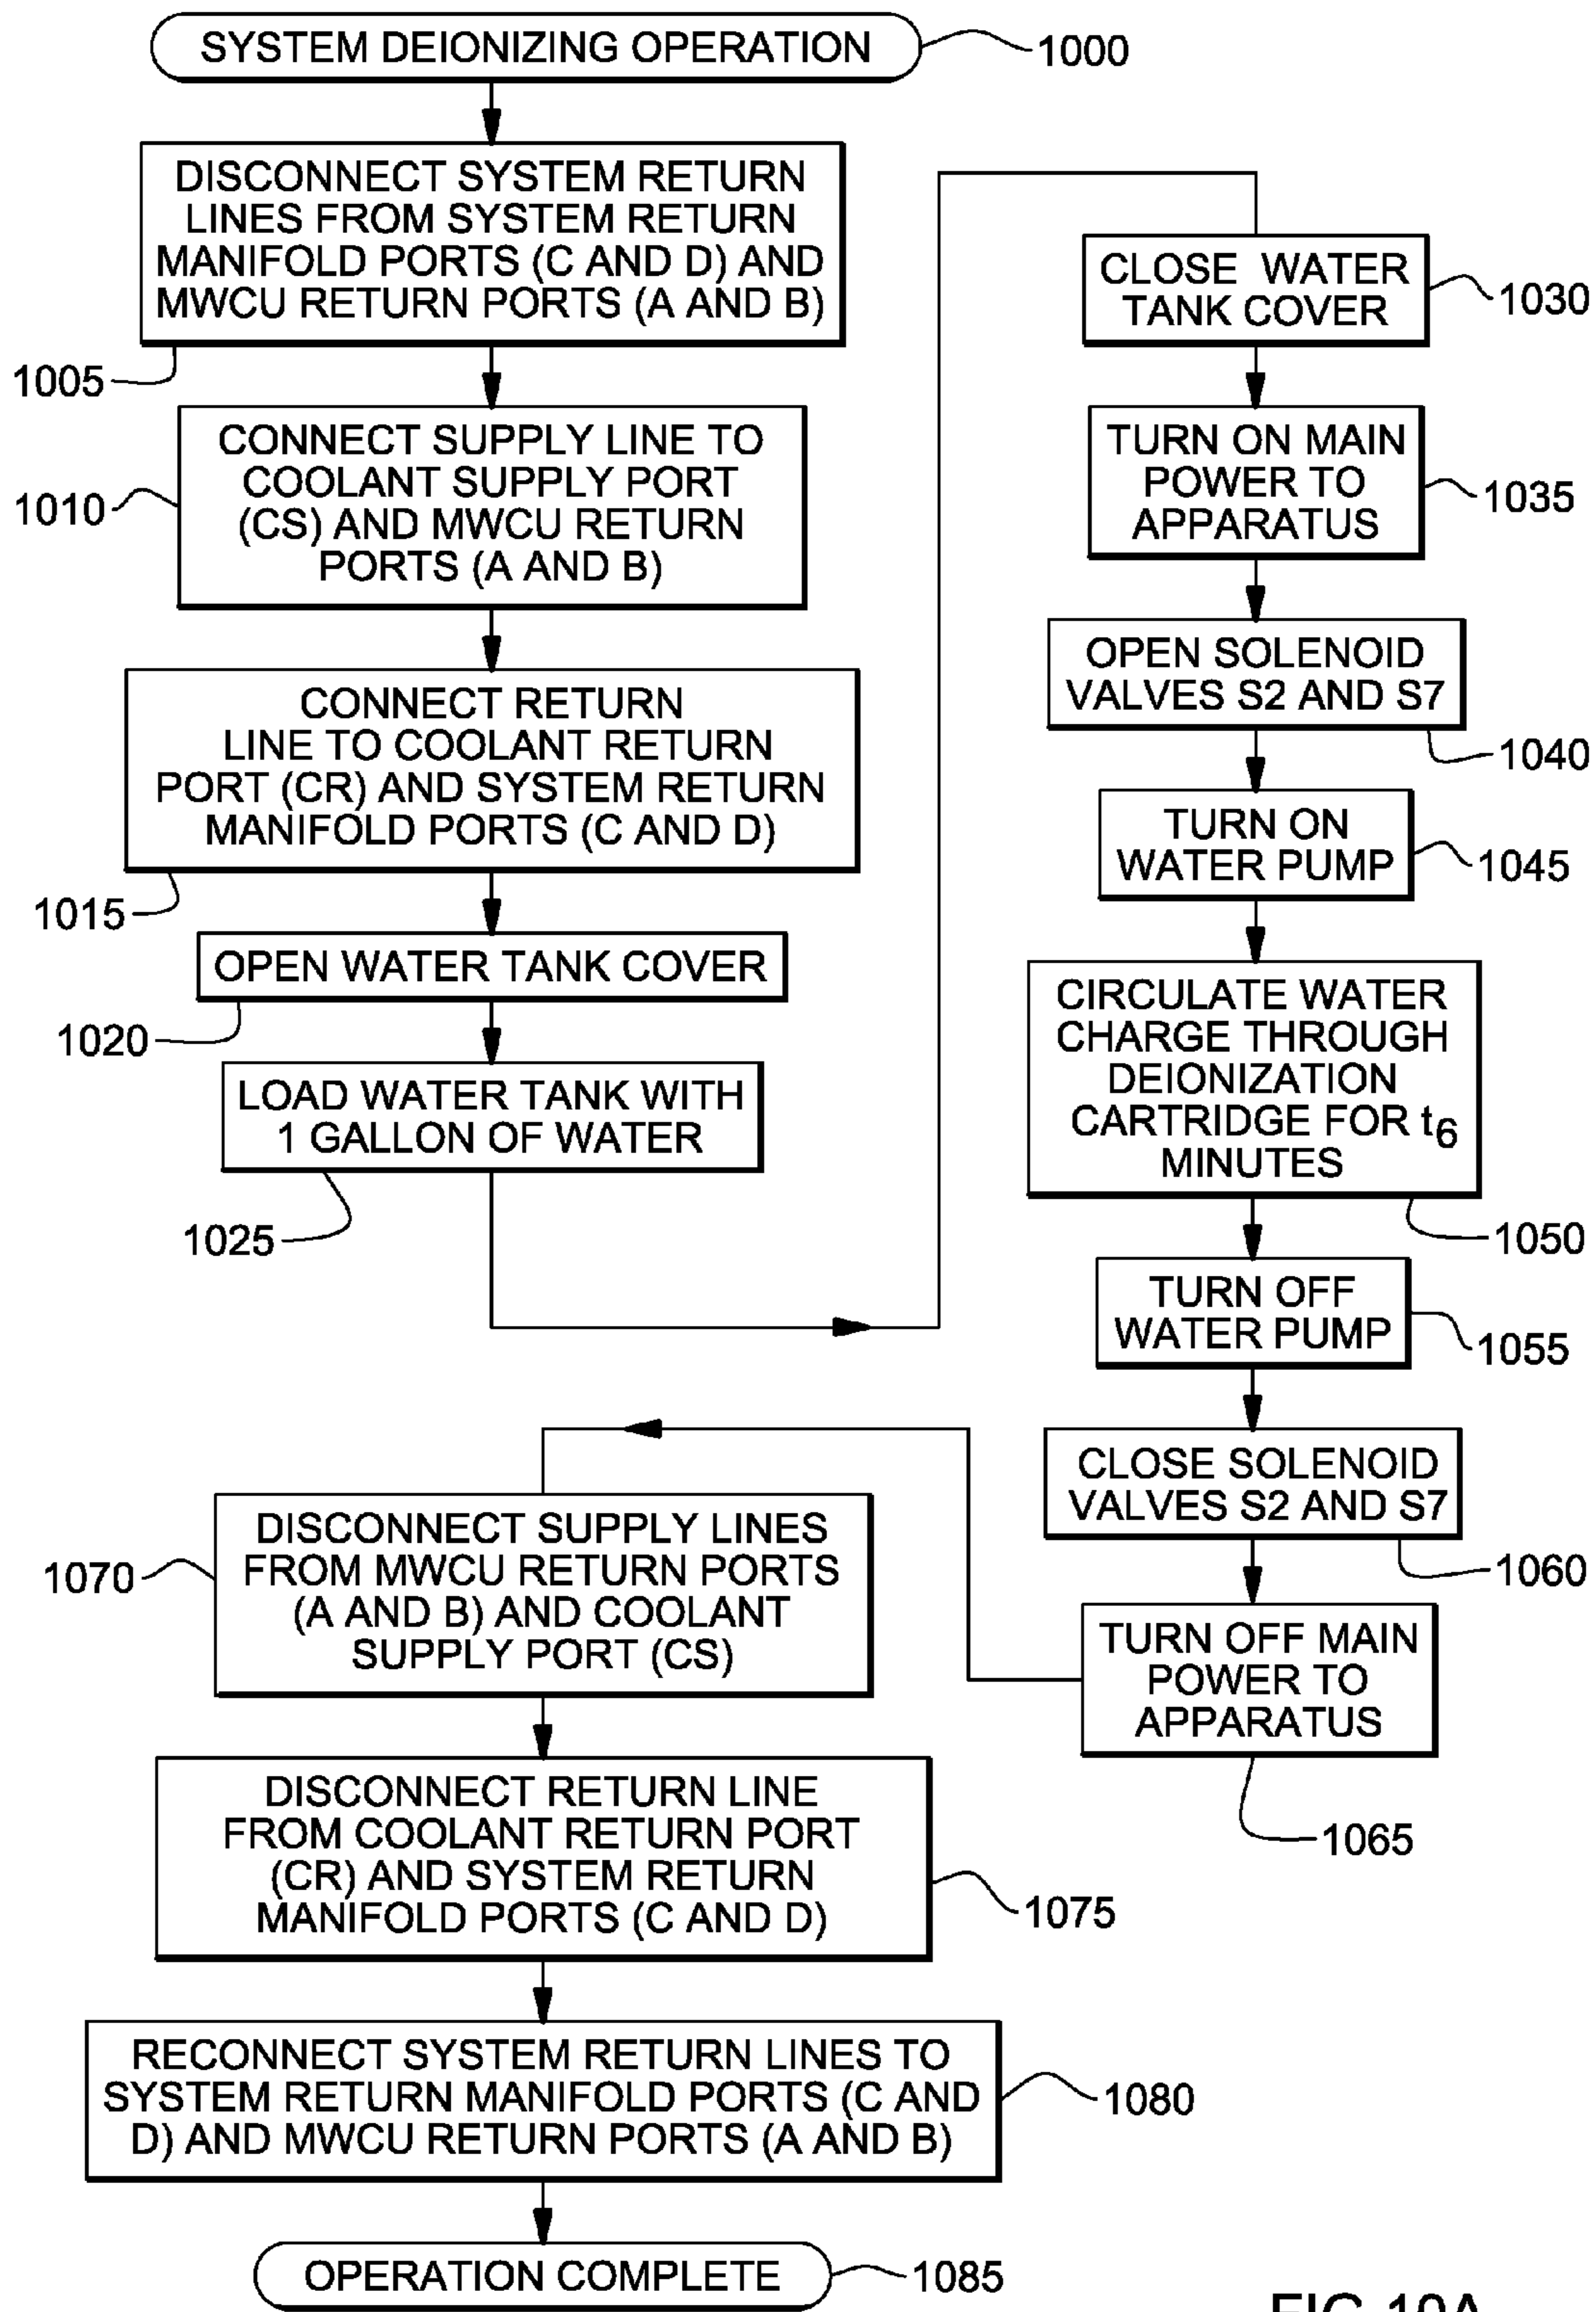 SYSTEM DEIONIZING OPERATION
1000
DISCONNECT SYSTEM RETURN
LINES FROM SYSTEM RETURN
MANIFOLD PORTS (C AND D) AND
MWCU RETURN PORTS (A AND B)
1005
CONNECT SUPPLY LINE TO
COOLANT SUPPLY PORT
(CS) AND MWCU RETURN
PORTS (A AND B)
1010
CONNECT RETURN
LINE TO COOLANT RETURN
PORT (CR) AND SYSTEM RETURN
MANIFOLD PORTS (C AND D)
1015
OPEN WATER TANK COVER
1020
LOAD WATER TANK WITH
1 GALLON OF WATER
1025
CLOSE WATER
TANK COVER
1030
TURN ON MAIN
POWER TO
APPARATUS
1035
OPEN SOLENOID
VALVES S2 AND S7
1040
TURN ON
WATER PUMP
1045
CIRCULATE WATER
CHARGE THROUGH
DEIONIZATION
CARTRIDGE FOR t6
MINUTES
1050
TURN OFF
WATER PUMP
1055
CLOSE SOLENOID
VALVES S2 AND S7
1060
TURN OFF MAIN
POWER TO
APPARATUS
1065
DISCONNECT SUPPLY LINES
FROM MWCU RETURN PORTS
(A AND B) AND COOLANT
SUPPLY PORT (CS)
1070
DISCONNECT RETURN LINE
FROM COOLANT RETURN PORT
(CR) AND SYSTEM RETURN
MANIFOLD PORTS (C AND D)
1075
RECONNECT SYSTEM RETURN LINES TO
SYSTEM RETURN MANIFOLD PORTS (C AND
D) AND MWCU RETURN PORTS (A AND B)
1080
OPERATION COMPLETE
1085
FIG. 10A